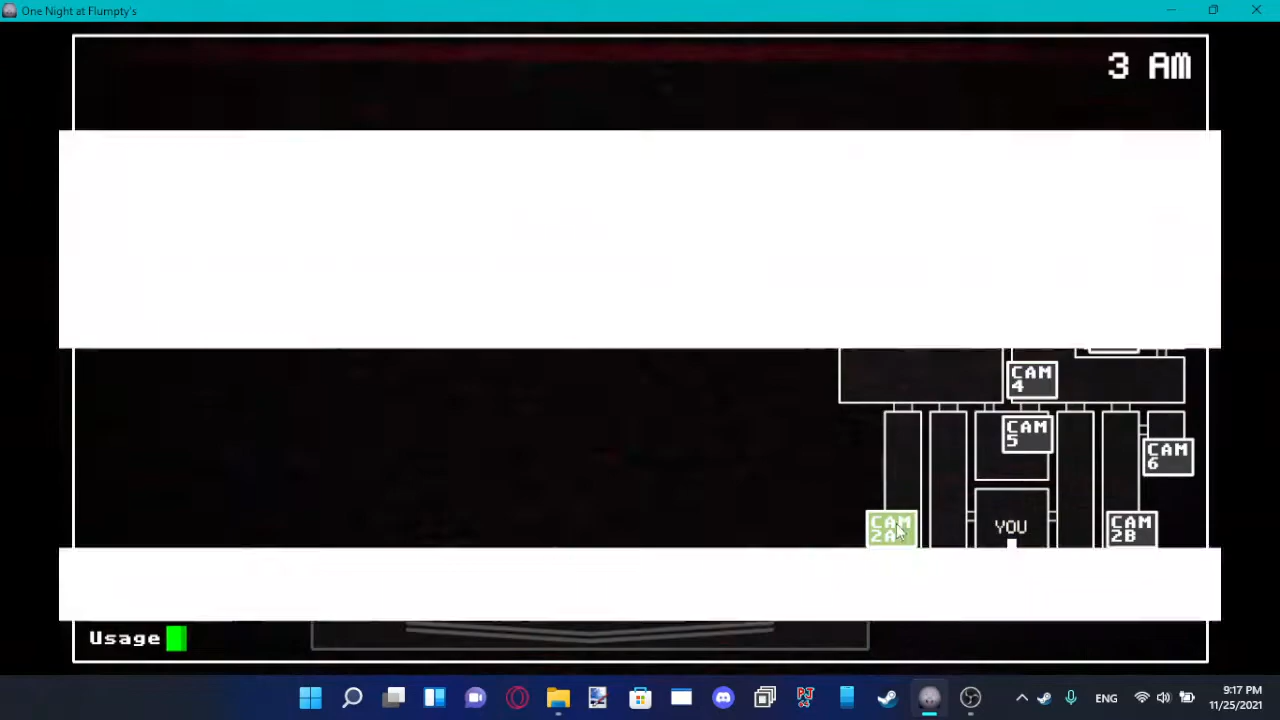 One Night at Flumpty's
3 AM
CAM
4
CAM
5
CAM
6
CAM
2A
YOU
CAM
2B
Usage
ENG
9:17 PM
11/25/2021